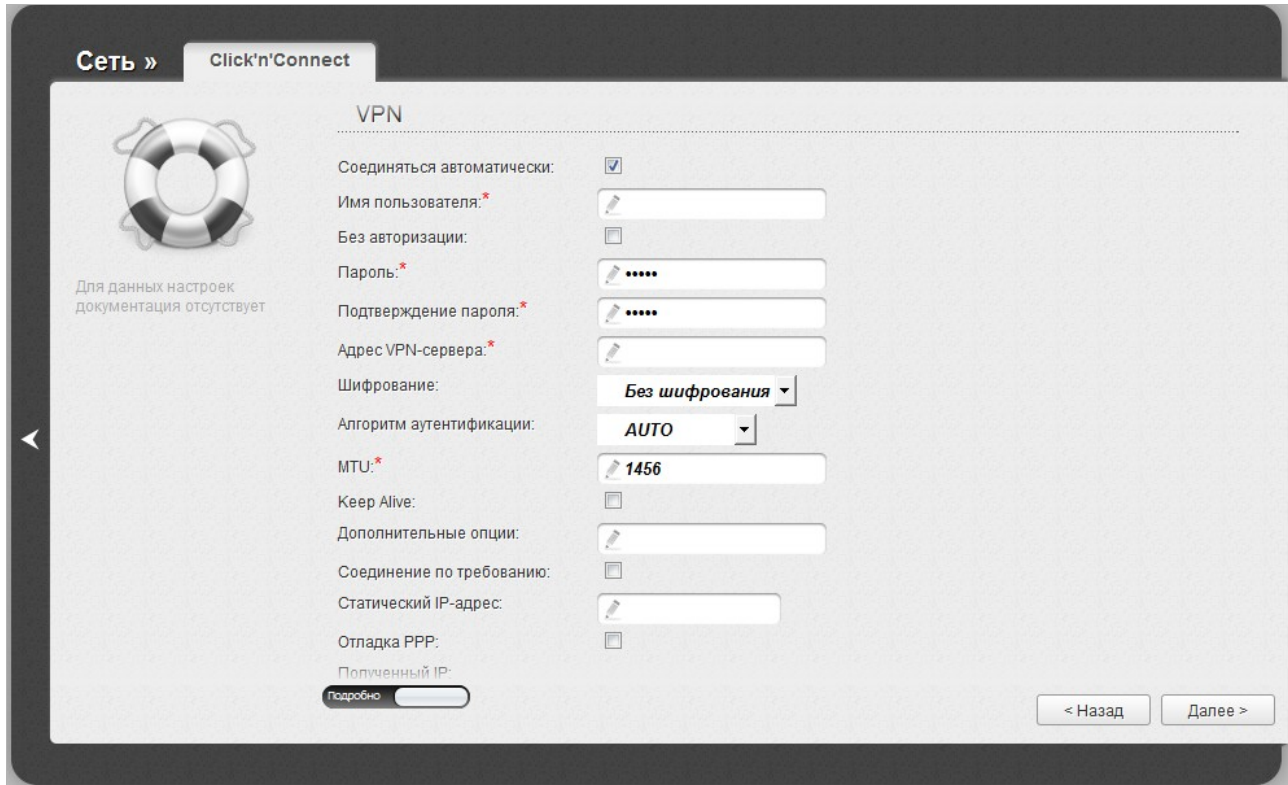 Сеть »
Click'n'Connect
VPN
Соединяться автоматически:
Имя пользователя:*
Без авторизации:
Пароль:* •••••
Подтверждение пароля:* •••••
Адрес VPN-сервера:*
Шифрование: Без шифрования
Алгоритм аутентификации: AUTO
MTU:* 1456
Keep Alive:
Дополнительные опции:
Соединение по требованию:
Статический IP-адрес:
Отладка PPP:
Полученный IP:
Для данных настроек
документация отсутствует
Подробно
< Назад
Далее >